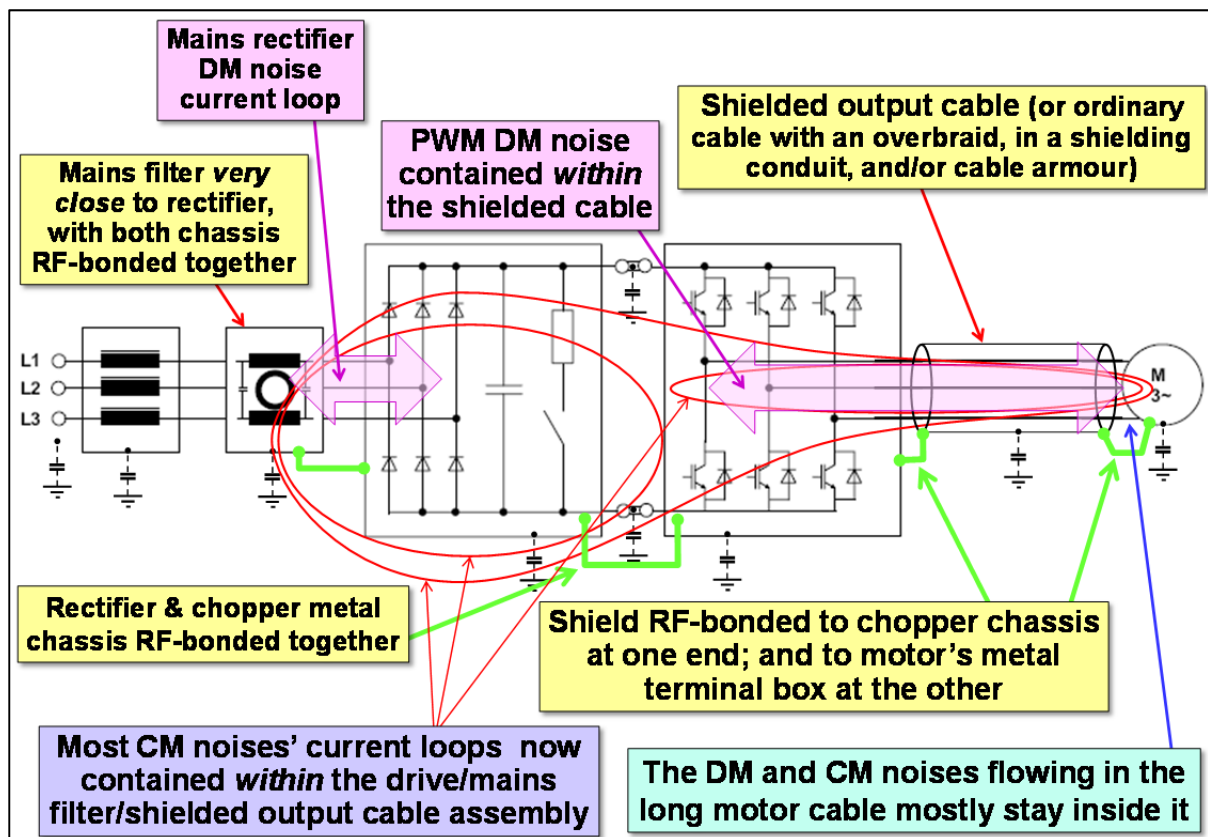 Mains rectifier
DM noise
current loop
Shielded output cable (or ordinary
cable with an overbraid, in a shielding
conduit, and/or cable armour)
PWM DM noise
contained within
the shielded cable
Mains filter very
close to rectifier,
with both chassis
RF-bonded together
L1
L2
L3
M
3~
Rectifier & chopper metal
chassis RF-bonded together
Shield RF-bonded to chopper chassis
at one end; and to motor’s metal
terminal box at the other
Most CM noises’ current loops now
contained within the drive/mains
filter/shielded output cable assembly
The DM and CM noises flowing in the
long motor cable mostly stay inside it